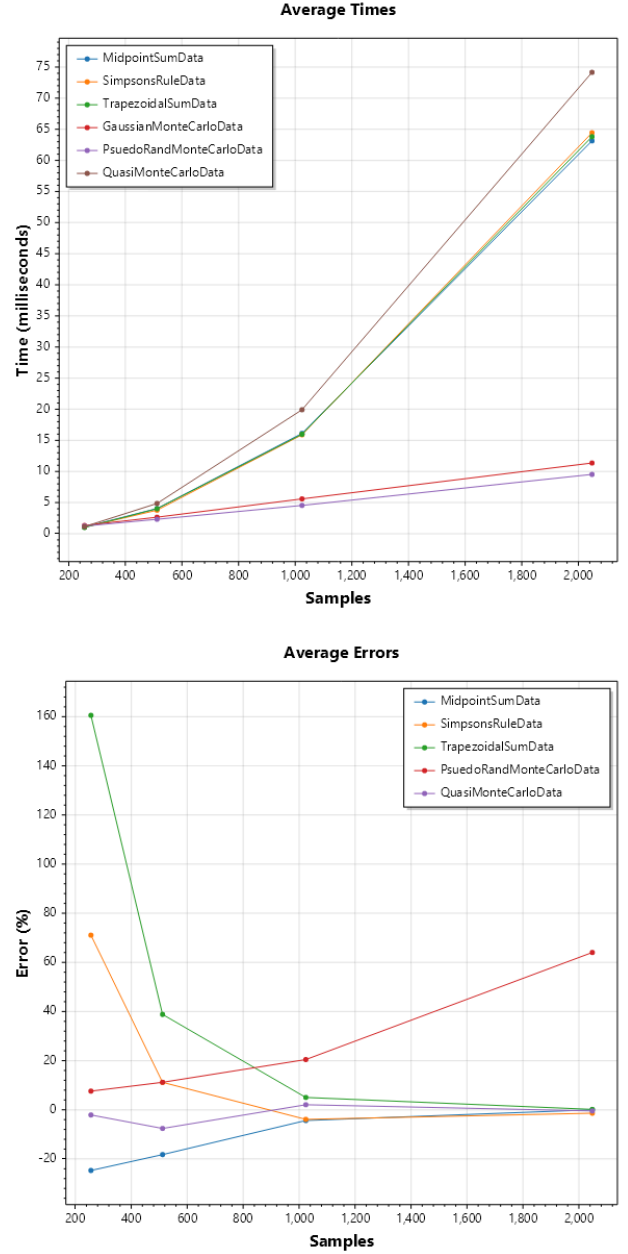 Average Times
75
70
65
60
55
50
45
40
35
30
25
20
15
10
5
0
Time (milliseconds)
MidpointSumData
SimpsonsRuleData
TrapezoidalSumData
GaussianMonteCarloData
PsuedoRandMonteCarloData
QuasiMonteCarloData
200 400 600 800 1,000 1,200 1,400 1,600 1,800 2,000
Samples
Average Errors
160
140
120
100
80
60
40
20
0
-20
Error (%)
MidpointSumData
SimpsonsRuleData
TrapezoidalSumData
PsuedoRandMonteCarloData
QuasiMonteCarloData
200 400 600 800 1,000 1,200 1,400 1,600 1,800 2,000
Samples